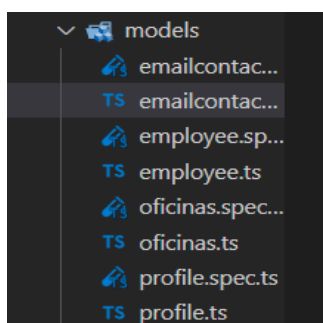 models
emailcontac...
TS emailcontac...
employee.sp...
TS employee.ts
oficinas.spec...
TS oficinas.ts
profile.spec.ts
TS profile.ts